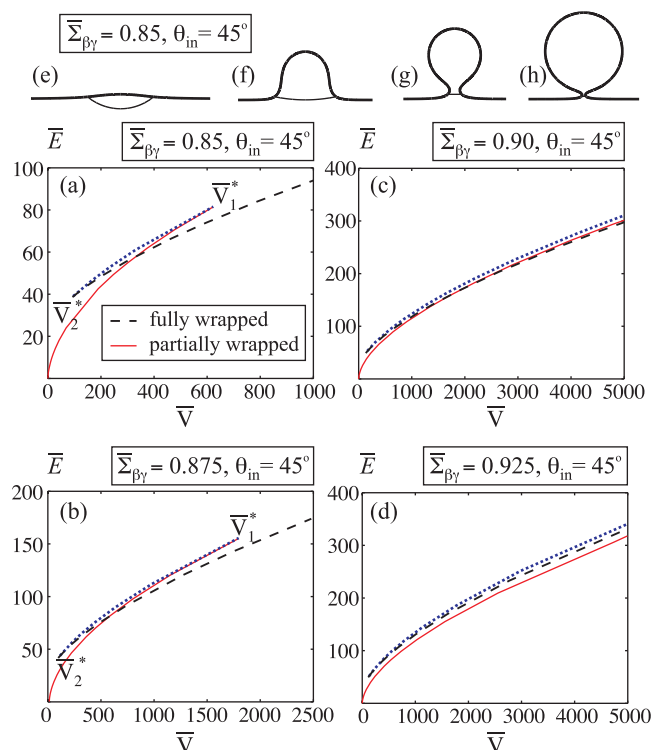 Σ̅βγ = 0.85, θin = 45°
(e) (f) (g) (h)
E̅ Σ̅βγ = 0.85, θin = 45°
(a)
100
80
60
40
20
0
V̅1*
V̅2*
fully wrapped
partially wrapped
0 200 400 600 800 1000
V̅
E̅ Σ̅βγ = 0.90, θin = 45°
(c)
400
300
200
100
0 1000 2000 3000 4000 5000
V̅
E̅ Σ̅βγ = 0.875, θin = 45°
(b)
200
150
100
50
V̅1*
V̅2*
0 500 1000 1500 2000 2500
V̅
E̅ Σ̅βγ = 0.925, θin = 45°
(d)
400
300
200
100
0 1000 2000 3000 4000 5000
V̅